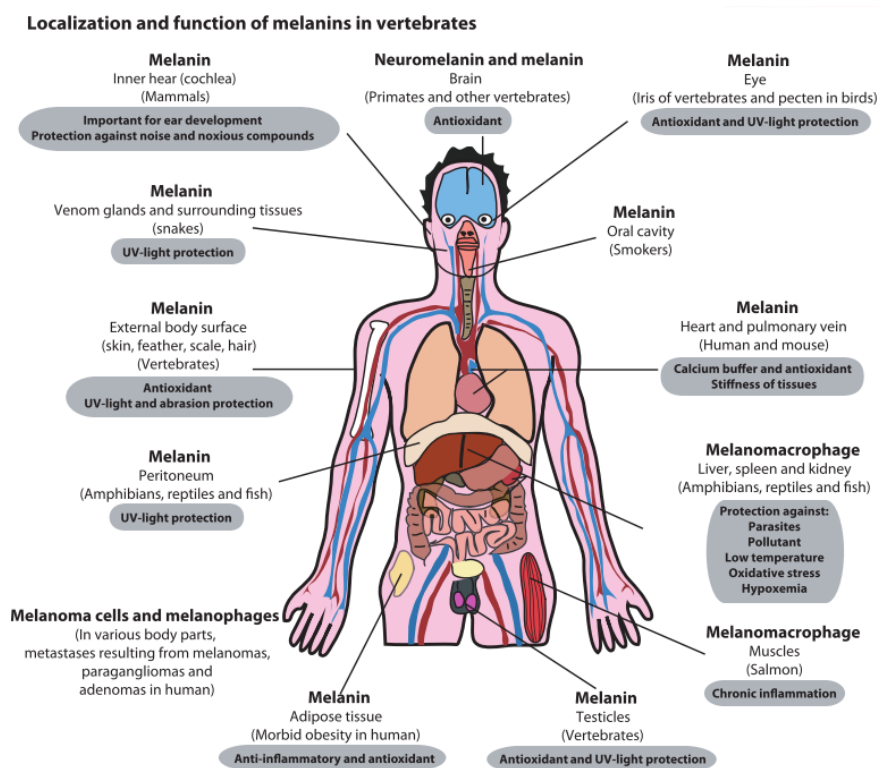 Localization and function of melanins in vertebrates
Melanin
Inner hear (cochlea)
(Mammals)
Important for ear development
Protection against noise and noxious compounds
Neuromelanin and melanin
Brain
(Primates and other vertebrates)
Antioxidant
Melanin
Eye
(Iris of vertebrates and pecten in birds)
Antioxidant and UV-light protection
Melanin
Venom glands and surrounding tissues
(snakes)
UV-light protection
Melanin
Oral cavity
(Smokers)
Melanin
External body surface
(skin, feather, scale, hair)
(Vertebrates)
Antioxidant
UV-light and abrasion protection
Melanin
Heart and pulmonary vein
(Human and mouse)
Calcium buffer and antioxidant
Stiffness of tissues
Melanin
Peritoneum
(Amphibians, reptiles and fish)
UV-light protection
Melanomacrophage
Liver, spleen and kidney
(Amphibians, reptiles and fish)
Protection against:
Parasites
Pollutant
Low temperature
Oxidative stress
Hypoxemia
Melanoma cells and melanophages
(In various body parts,
metastases resulting from melanomas,
paragangliomas and
adenomas in human)
Melanomacrophage
Muscles
(Salmon)
Chronic inflammation
Melanin
Adipose tissue
(Morbid obesity in human)
Anti-inflammatory and antioxidant
Melanin
Testicles
(Vertebrates)
Antioxidant and UV-light protection